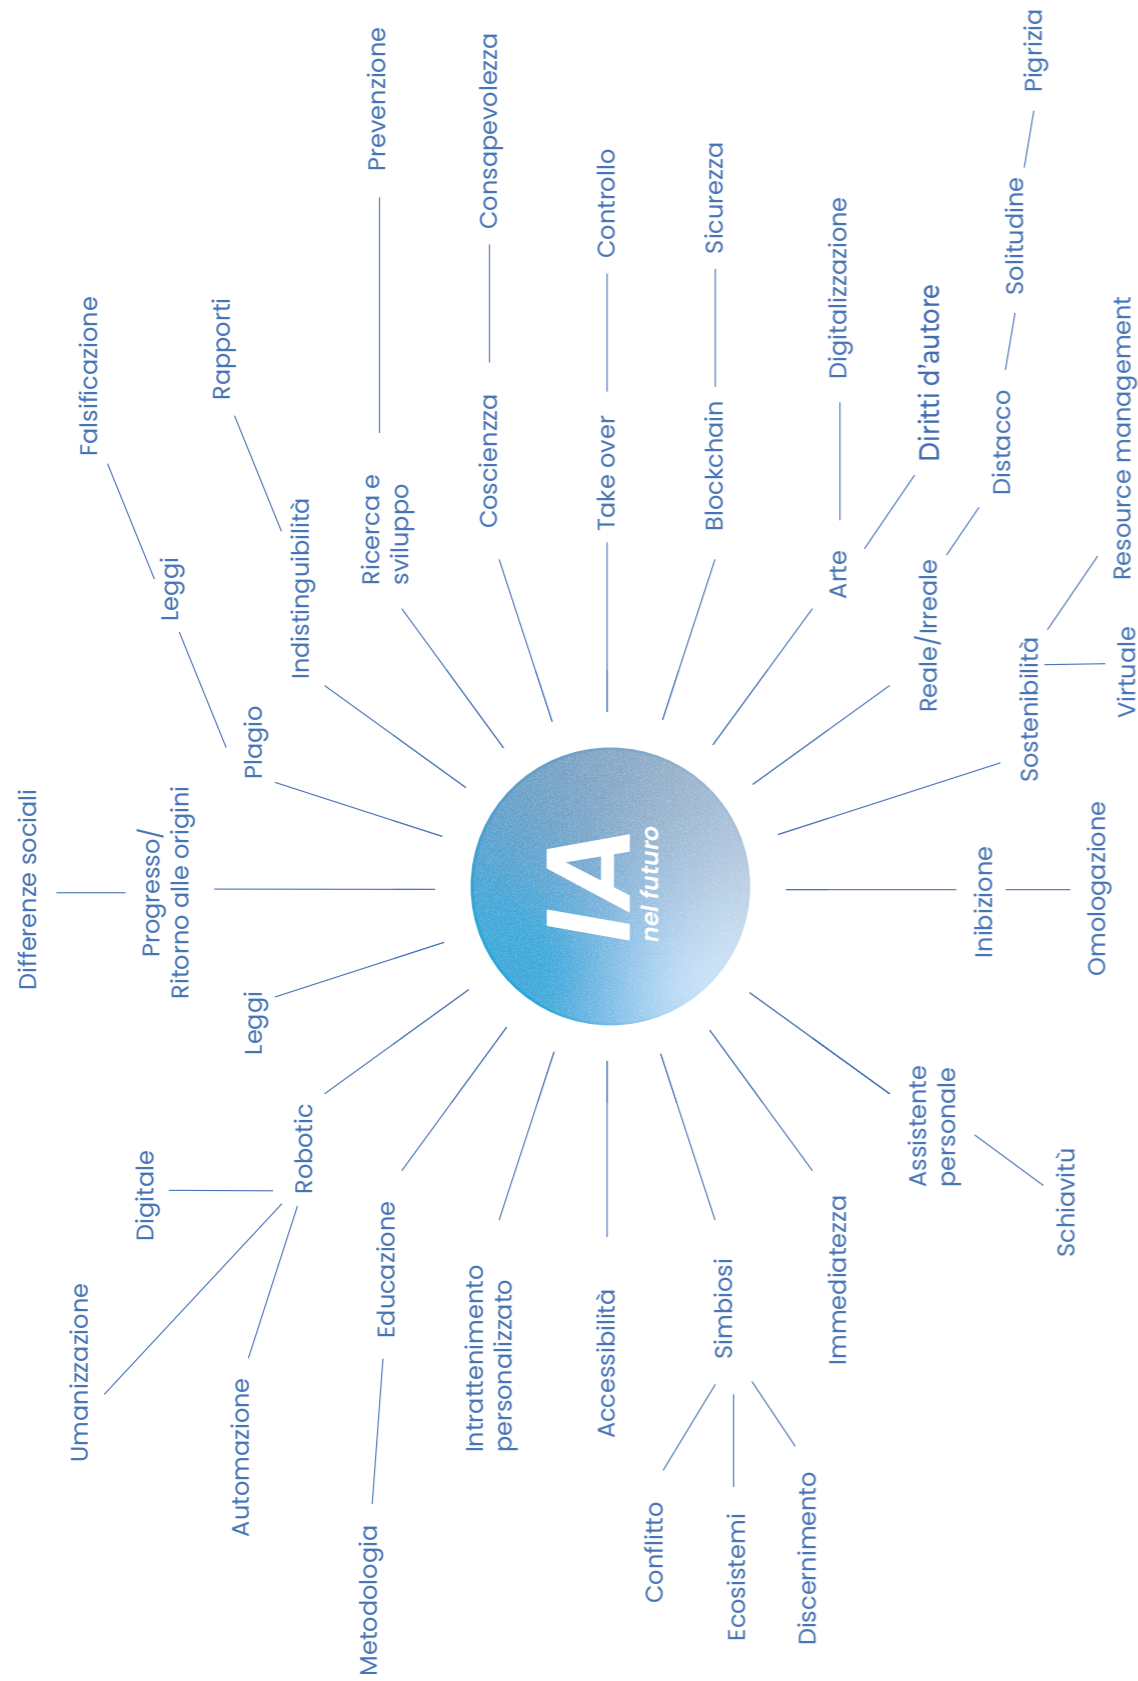 IA
nel futuro
Differenze sociali
Progresso/
Ritorno alle origini
Plagio
Leggi
Falsificazione
Indistinguibilità
Rapporti
Ricerca e
sviluppo
Prevenzione
Coscienzza
Consapevolezza
Take over
Controllo
Blockchain
Sicurezza
Arte
Digitalizzazione
Diritti d’autore
Reale/Irreale
Distacco
Solitudine
Pigrizia
Sostenibilità
Resource management
Virtuale
Inibizione
Omologazione
Assistente
personale
Schiavitù
Immediatezza
Simbiosi
Conflitto
Ecosistemi
Discernimento
Accessibilità
Intrattenimento
personalizzato
Educazione
Metodologia
Robotic
Digitale
Umanizzazione
Automazione
Leggi